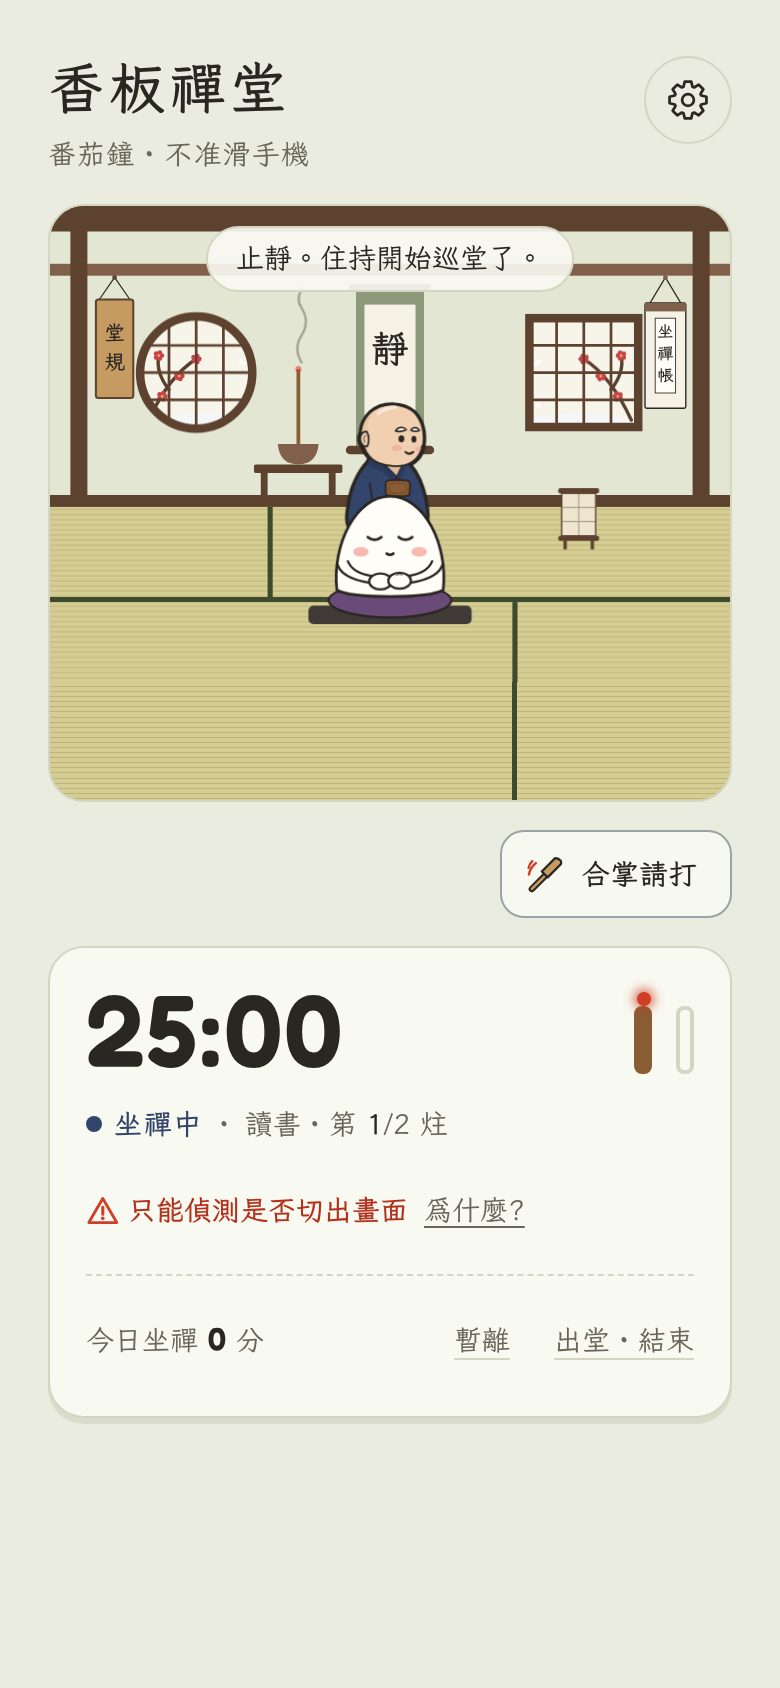 香板禪堂
番茄鐘・不准滑手機
止靜。住持開始巡堂了。
堂規
靜
坐禪帳
合掌請打
25:00
坐禪中・讀書・第 1/2 炷
只能偵測是否切出畫面 為什麼?
今日坐禪 0 分 暫離 出堂・結束